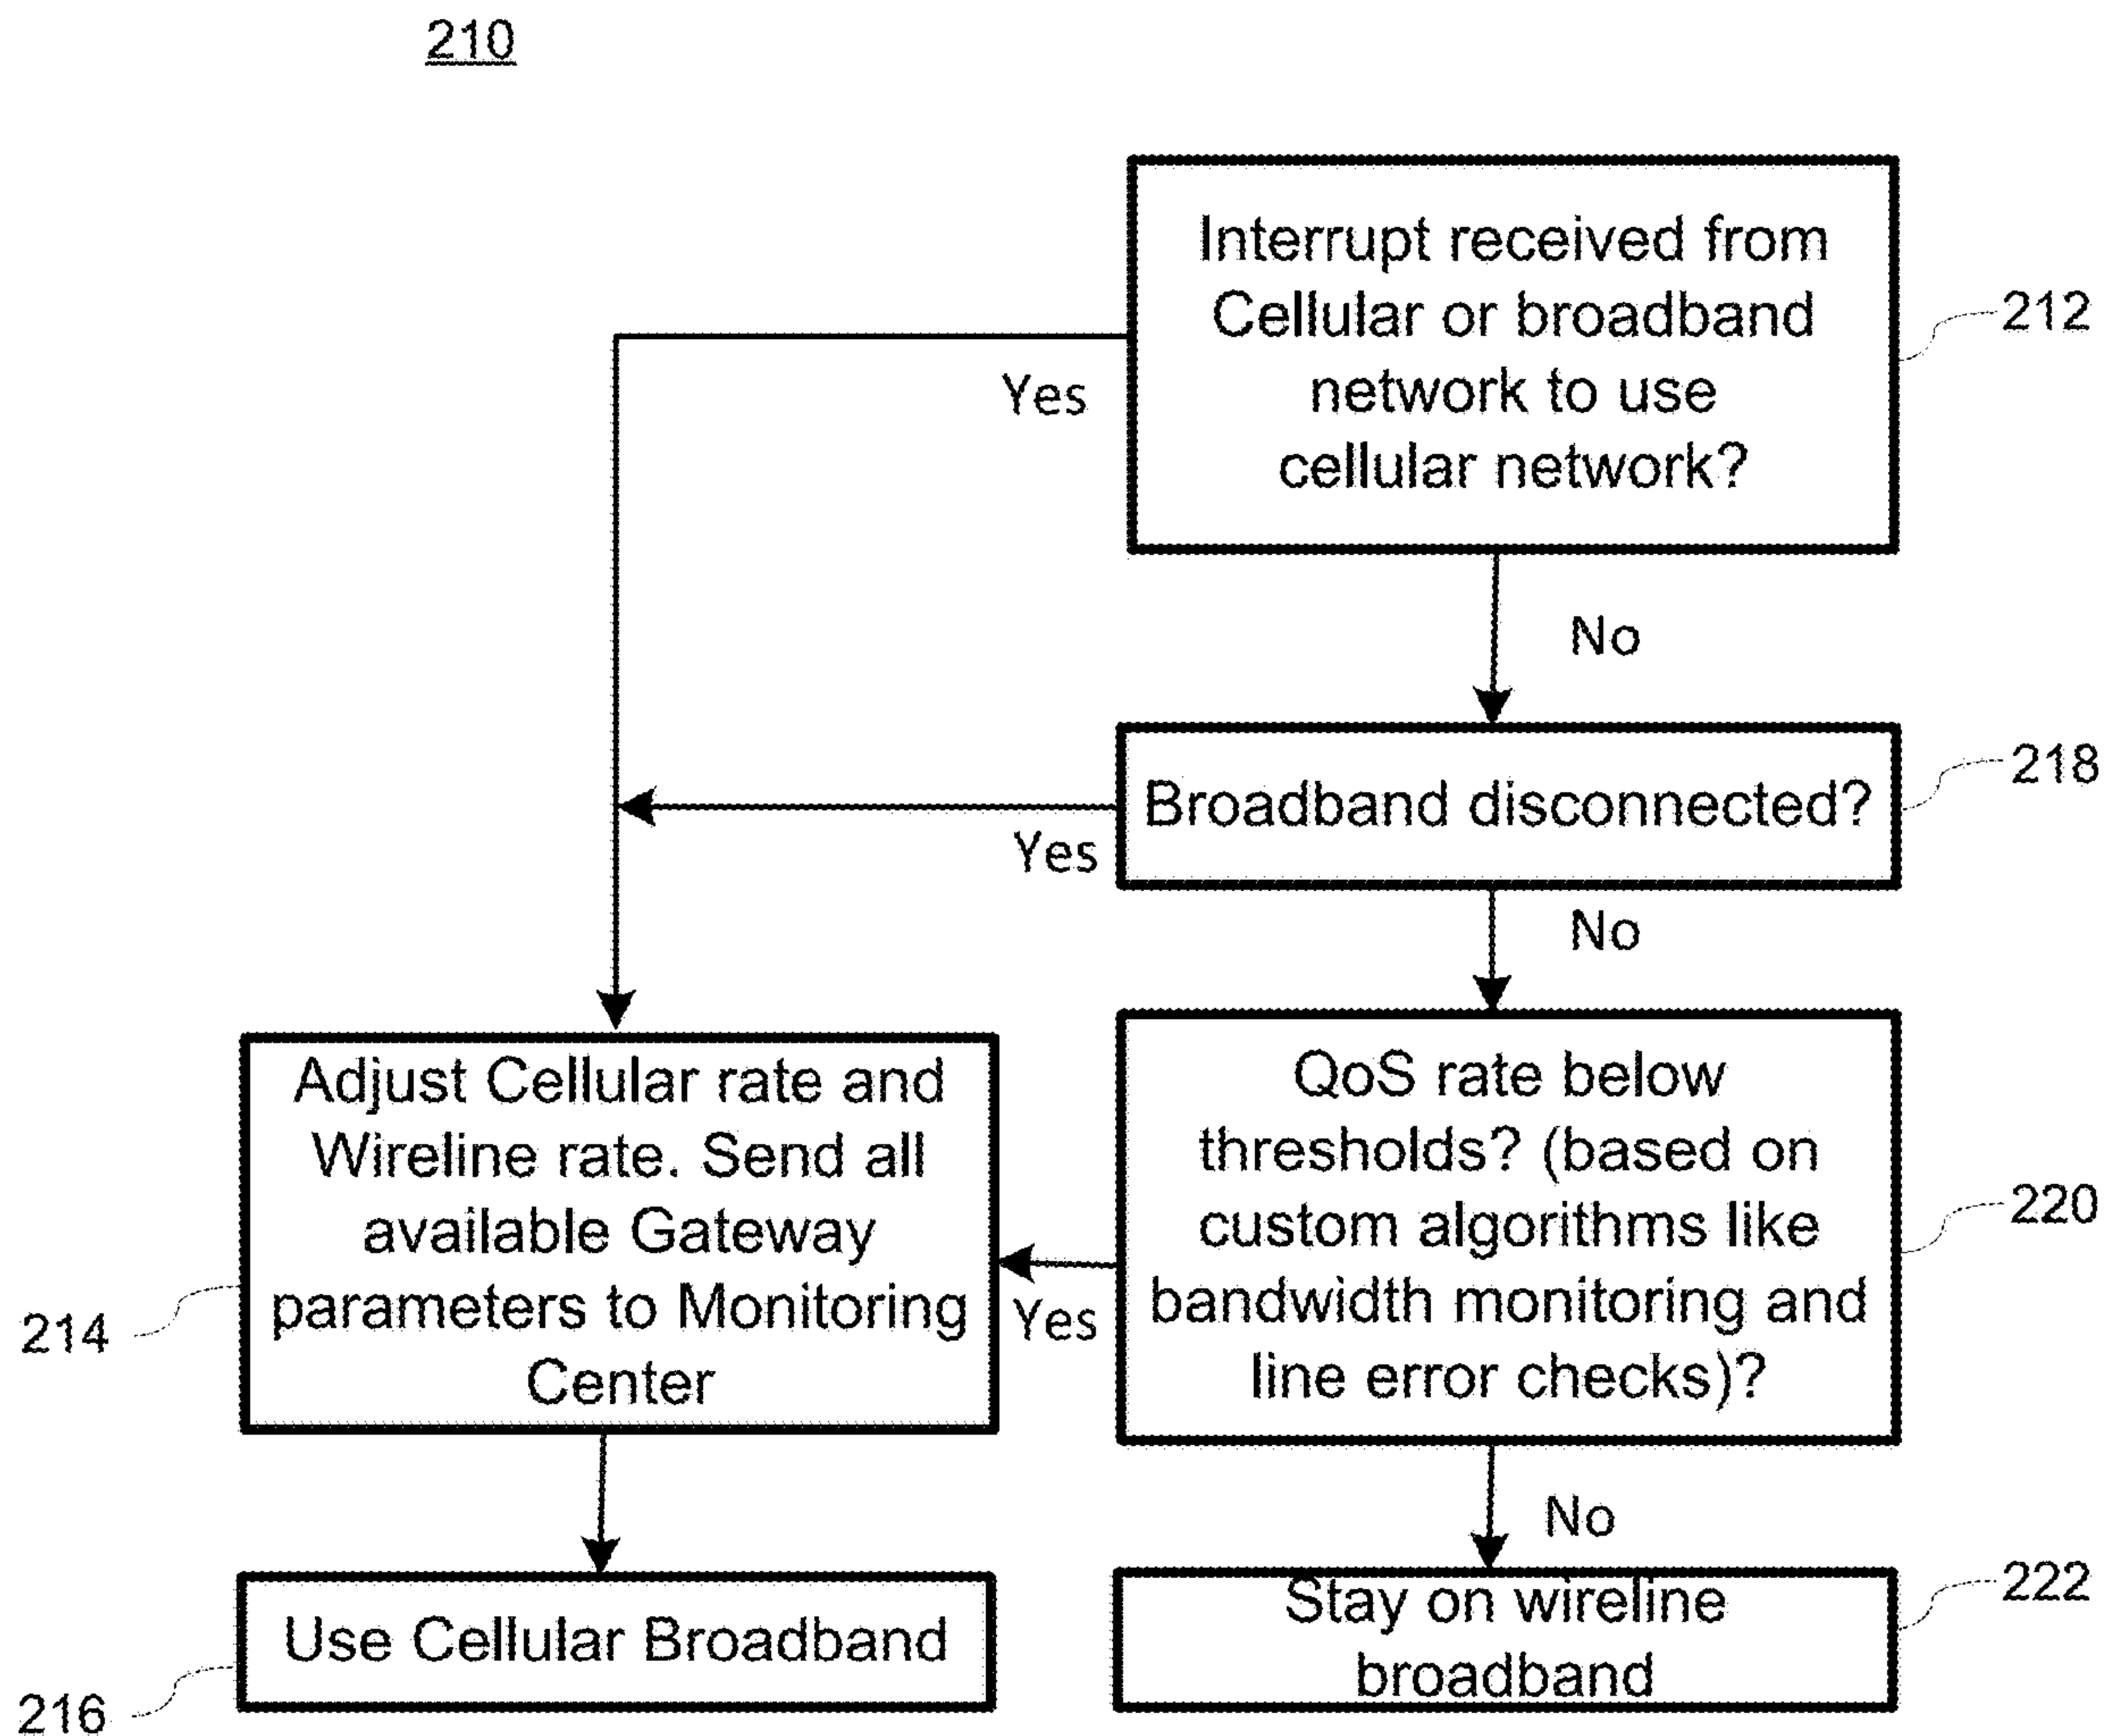 210
Interrupt received from
Cellular or broadband
network to use
cellular network?
212
Yes
No
Broadband disconnected?
218
Yes
No
QoS rate below
thresholds? (based on
custom algorithms like
bandwidth monitoring and
line error checks)?
220
Yes
Adjust Cellular rate and
Wireline rate. Send all
available Gateway
parameters to Monitoring
Center
214
No
Use Cellular Broadband
216
Stay on wireline
broadband
222